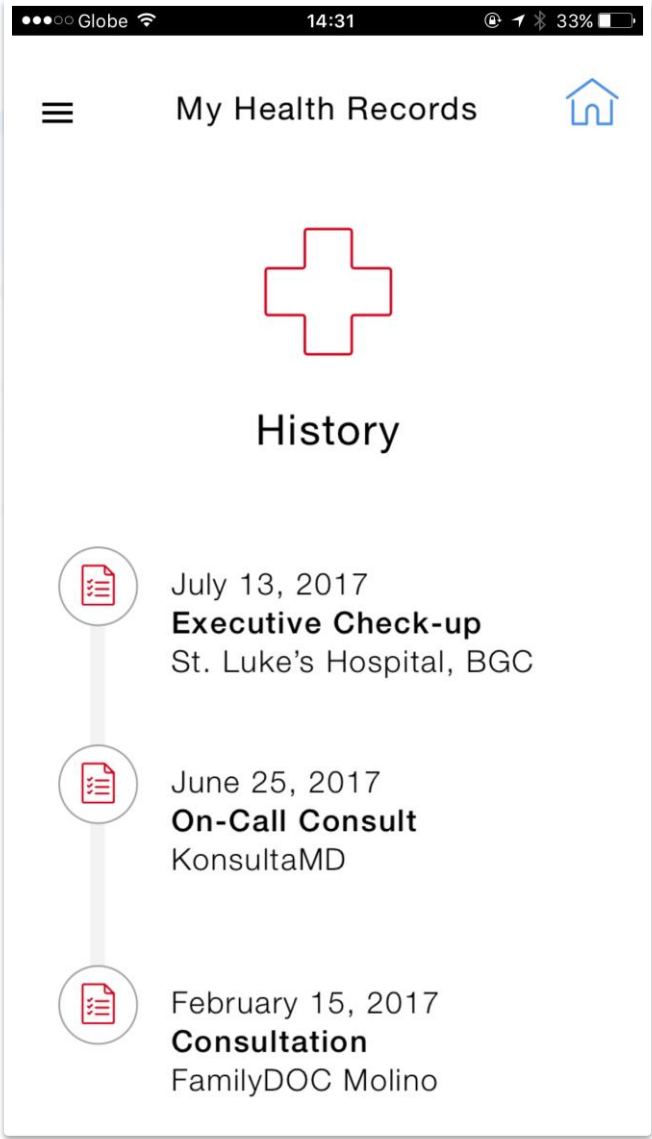 Globe 14:31 33%
My Health Records
History
July 13, 2017
Executive Check-up
St. Luke’s Hospital, BGC
June 25, 2017
On-Call Consult
KonsultaMD
February 15, 2017
Consultation
FamilyDOC Molino